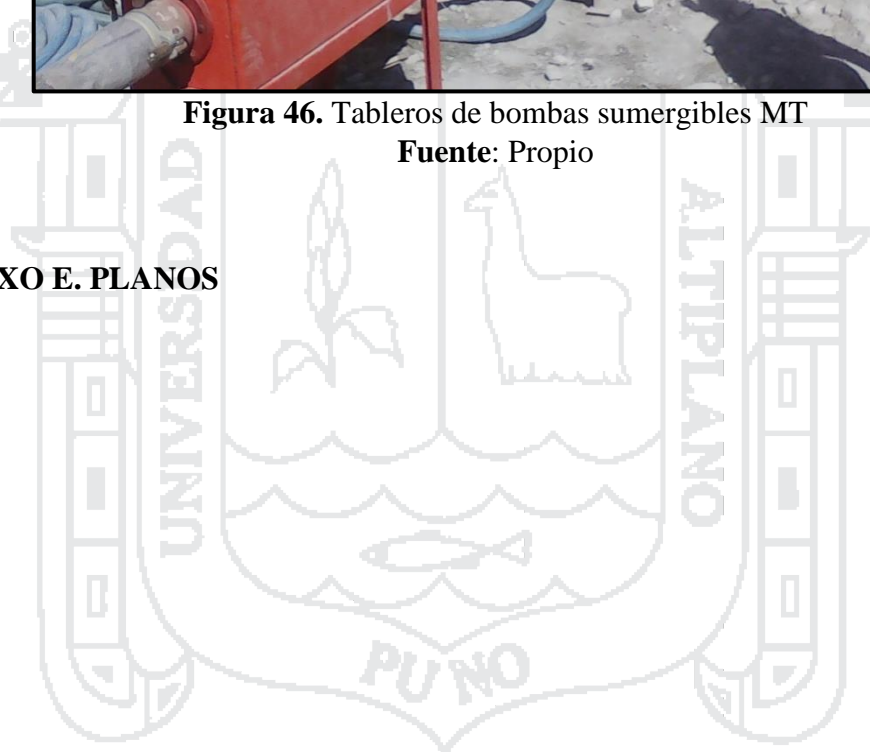 Figura 46. Tableros de bombas sumergibles MT
Fuente: Propio
XO E. PLANOS
UNIVERSIDAD
ALTIPLANO
PUNO